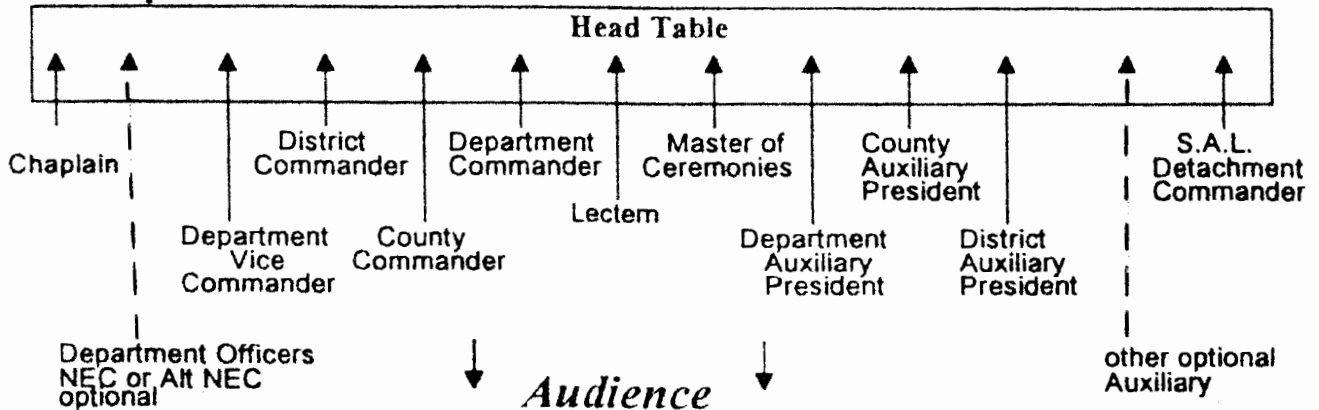 Head Table
Chaplain
District
Commander
Department
Commander
Master of
Ceremonies
County
Auxiliary
President
S.A.L.
Detachment
Commander
Lectern
Department
Vice
Commander
County
Commander
Department
Auxiliary
President
District
Auxiliary
President
Department Officers
NEC or Alt NEC
optional
Audience
other optional
Auxiliary